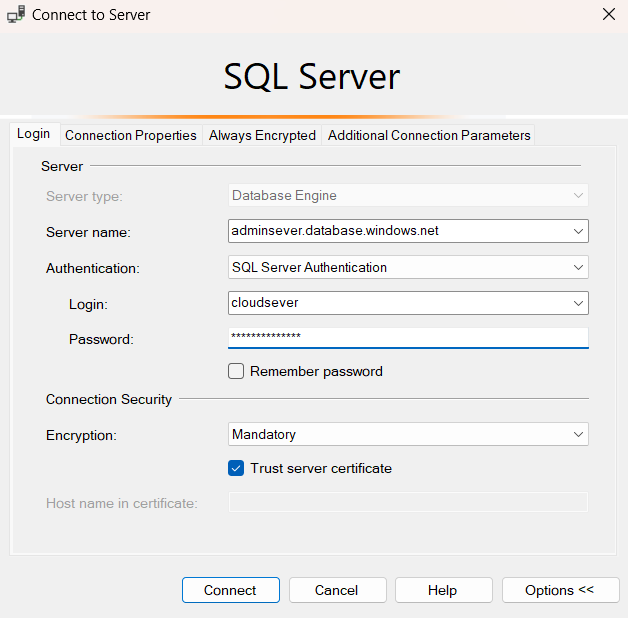 Connect to Server
SQL Server
Login Connection Properties Always Encrypted Additional Connection Parameters
Server
Server type: Database Engine
Server name: adminsever.database.windows.net
Authentication: SQL Server Authentication
Login: cloudsever
Password: **************
Remember password
Connection Security
Encryption: Mandatory
Trust server certificate
Host name in certificate:
Connect Cancel Help Options <<